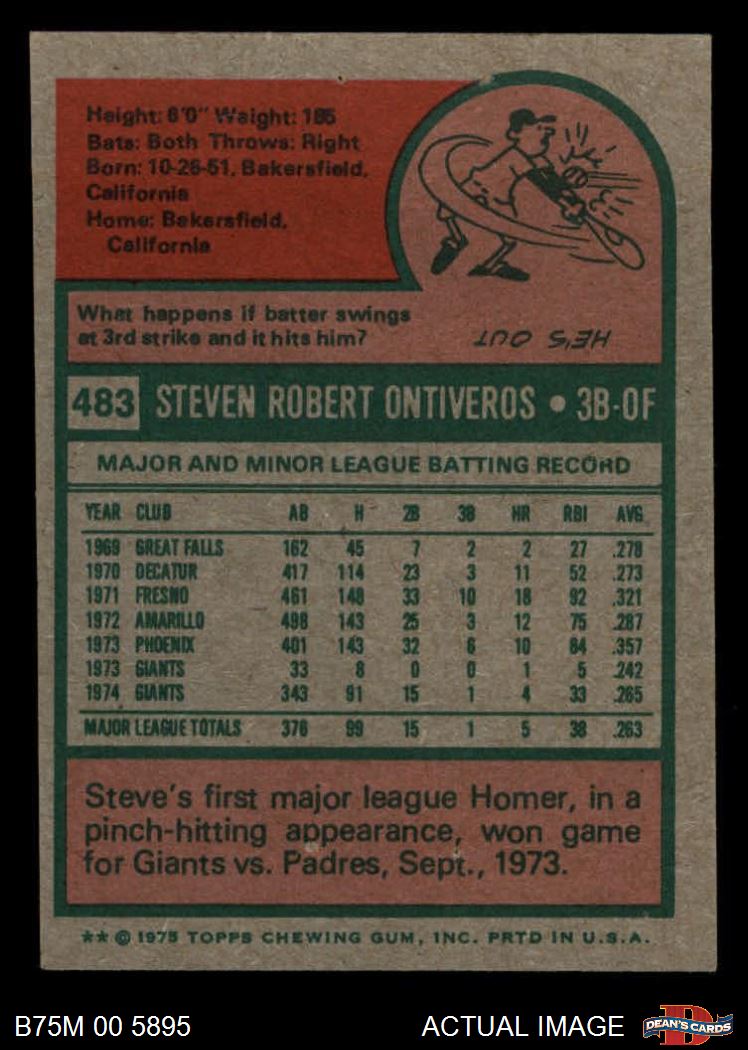 Height: 6'0" Weight: 185
Bats: Both Throws: Right
Born: 10-26-51, Bakersfield,
California
Home: Bakersfield,
California
What happens if batter swings
at 3rd strike and it hits him?
HE'S OUT
483 STEVEN ROBERT ONTIVEROS • 3B-OF
MAJOR AND MINOR LEAGUE BATTING RECORD
YEAR CLUB AB H 2B 3B HR RBI AVG.
1969 GREAT FALLS 162 45 7 2 2 27 .278
1970 DECATUR 417 114 23 3 11 52 .273
1971 FRESNO 461 148 33 10 18 92 .321
1972 AMARILLO 498 143 25 3 12 75 .287
1973 PHOENIX 401 143 32 6 10 84 .357
1973 GIANTS 33 8 0 0 1 5 .242
1974 GIANTS 343 91 15 1 4 33 .265
MAJOR LEAGUE TOTALS 376 99 15 1 5 38 .263
Steve's first major league Homer, in a
pinch-hitting appearance, won game
for Giants vs. Padres, Sept., 1973.
** © 1975 TOPPS CHEWING GUM, INC. PRTD IN U.S.A.
B75M 00 5895 ACTUAL IMAGE DEAN'S CARDS